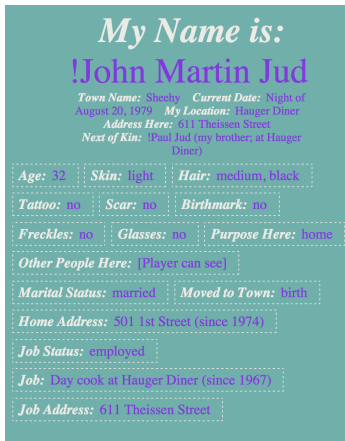 My Name is:
!John Martin Jud
Town Name: Sheehy Current Date: Night of
August 20, 1979 My Location: Hauger Diner
Address Here: 611 Theissen Street
Next of Kin: !Paul Jud (my brother; at Hauger
Diner)
Age: 32 Skin: light Hair: medium, black
Tattoo: no Scar: no Birthmark: no
Freckles: no Glasses: no Purpose Here: home
Other People Here: [Player can see]
Marital Status: married Moved to Town: birth
Home Address: 501 1st Street (since 1974)
Job Status: employed
Job: Day cook at Hauger Diner (since 1967)
Job Address: 611 Theissen Street